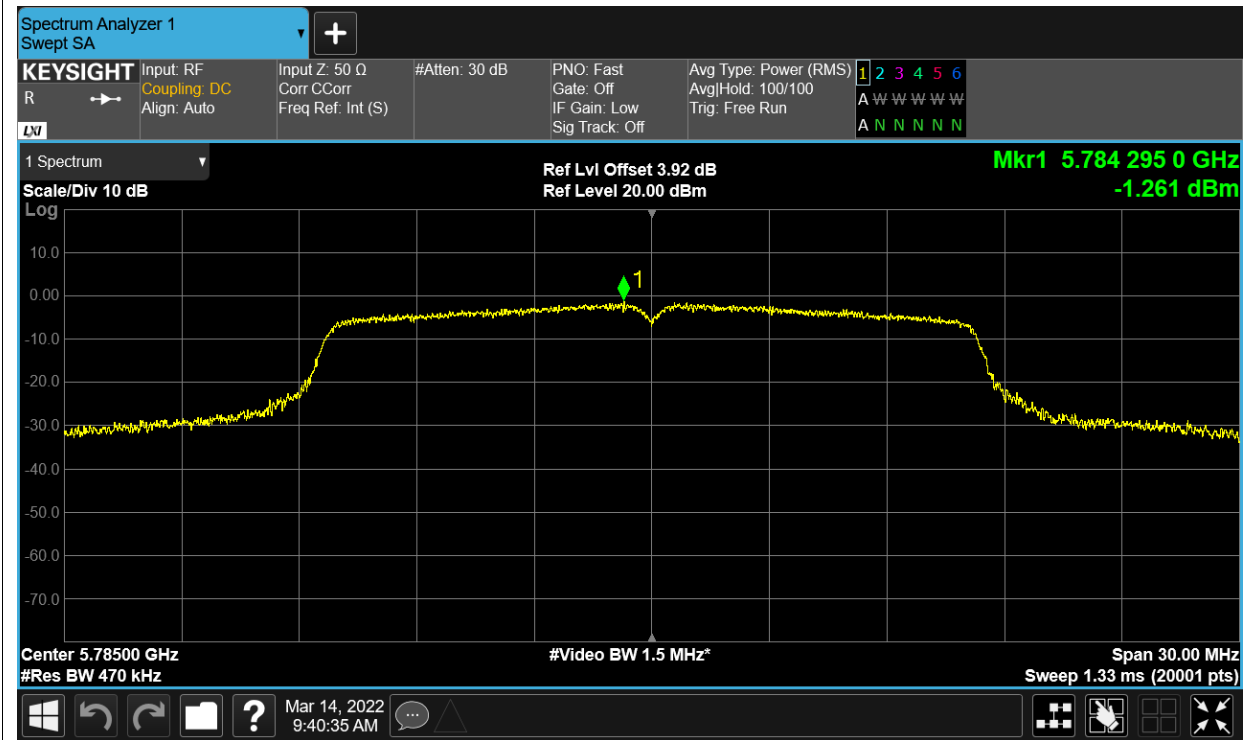 Spectrum Analyzer 1
Swept SA
KEYSIGHT
R
LXI
Input: RF
Coupling: DC
Align: Auto
Input Z: 50 Ω
Corr CCorr
Freq Ref: Int (S)
#Atten: 30 dB
PNO: Fast
Gate: Off
IF Gain: Low
Sig Track: Off
Avg Type: Power (RMS)
Avg|Hold: 100/100
Trig: Free Run
1 2 3 4 5 6
A W W W W W
A N N N N N
1 Spectrum
Scale/Div 10 dB
Ref Lvl Offset 3.92 dB
Ref Level 20.00 dBm
Mkr1 5.784 295 0 GHz
-1.261 dBm
Log
10.0
0.00
-10.0
-20.0
-30.0
-40.0
-50.0
-60.0
-70.0
1
Center 5.78500 GHz
#Res BW 470 kHz
#Video BW 1.5 MHz*
Span 30.00 MHz
Sweep 1.33 ms (20001 pts)
?
Mar 14, 2022
9:40:35 AM